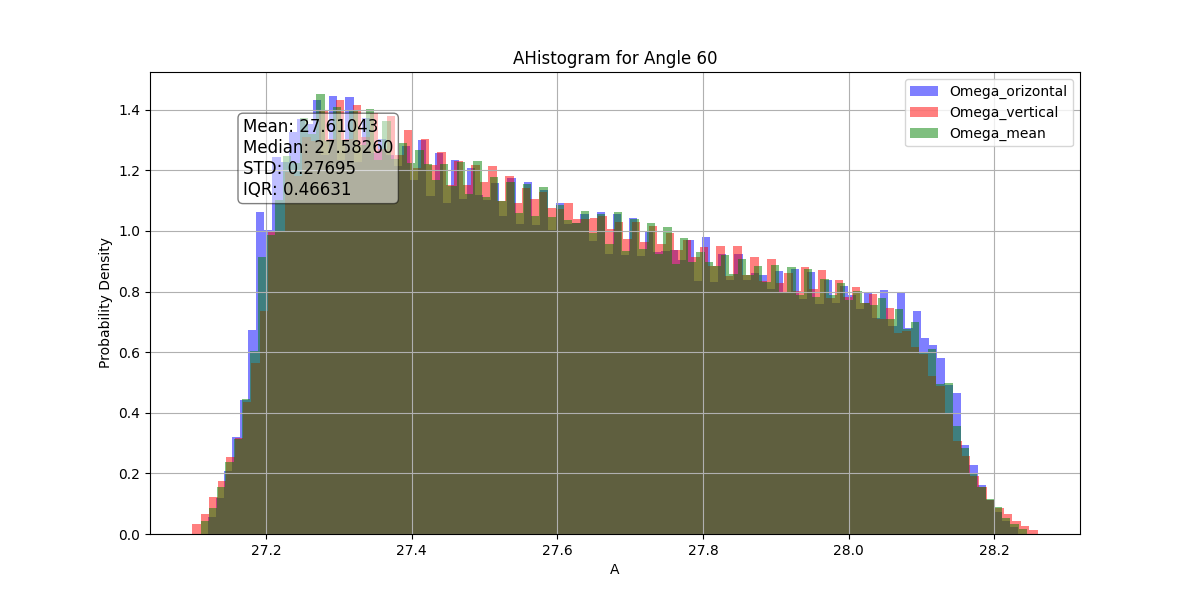 AHistogram for Angle 60
Omega_orizontal
Omega_vertical
Omega_mean
Mean: 27.61043
Median: 27.58260
STD: 0.27695
IQR: 0.46631
Probability Density
1.4
1.2
1.0
0.8
0.6
0.4
0.2
0.0
27.2 27.4 27.6 27.8 28.0 28.2
A